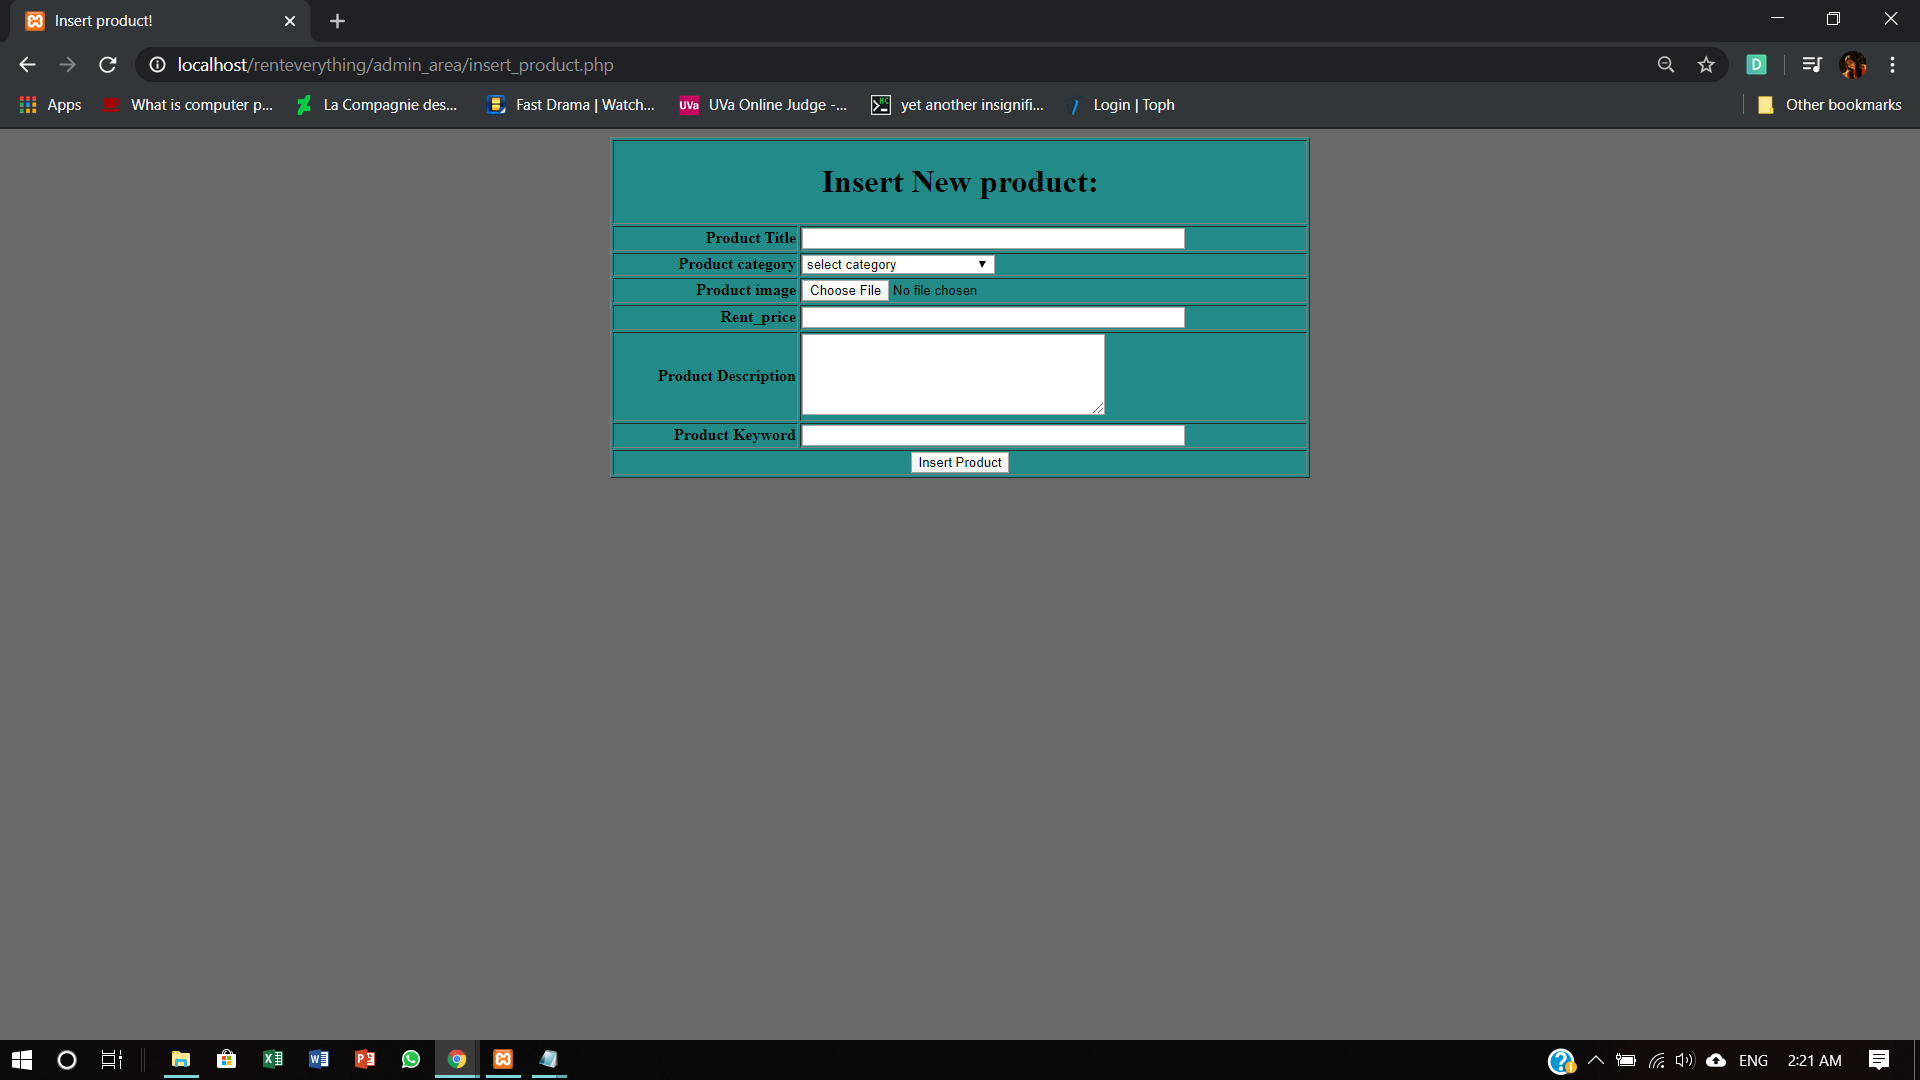 Insert product!
localhost/renteverything/admin_area/insert_product.php
D
Apps
What is computer p...
La Compagnie des...
Fast Drama | Watch...
UVa
UVa Online Judge -...
yet another insignifi...
Login | Toph
Other bookmarks
Insert New product:
Product Title
Product category select category
Product image Choose File No file chosen
Rent_price
Product Description
Product Keyword
Insert Product
ENG 2:21 AM